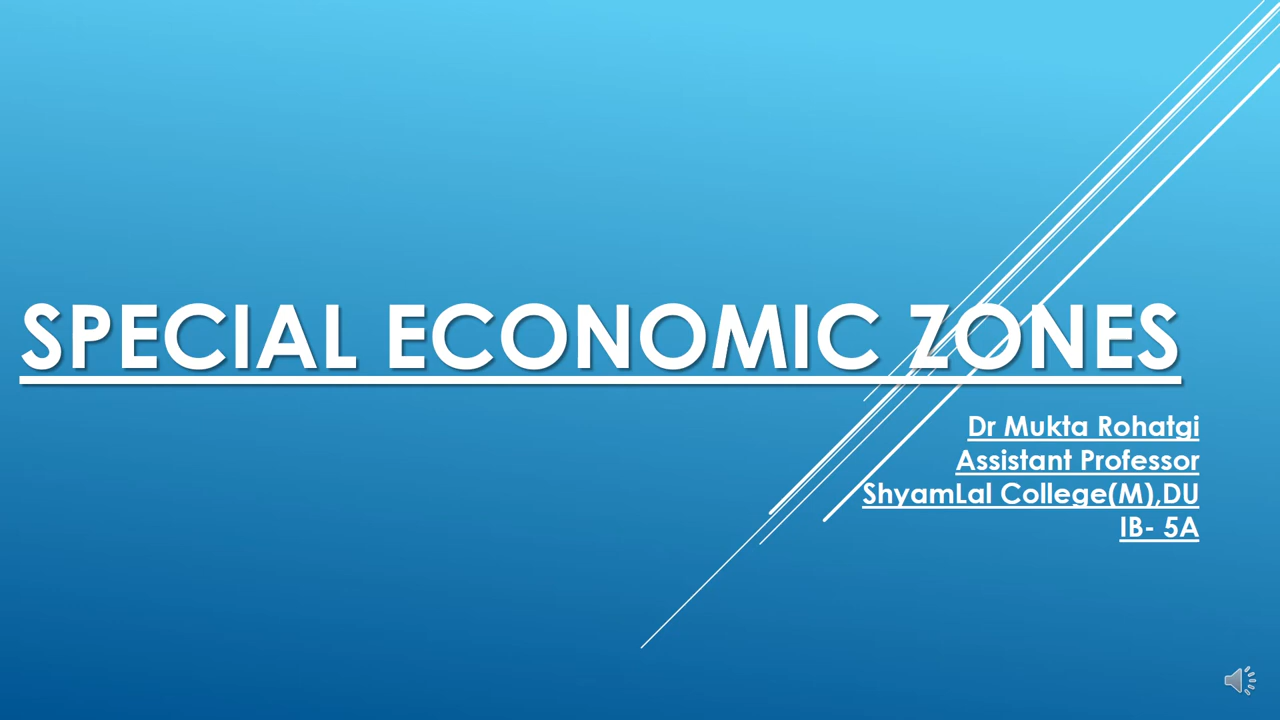 SPECIAL ECONOMIC ZONES
Dr Mukta Rohatgi
Assistant Professor
ShyamLal College(M),DU
IB- 5A